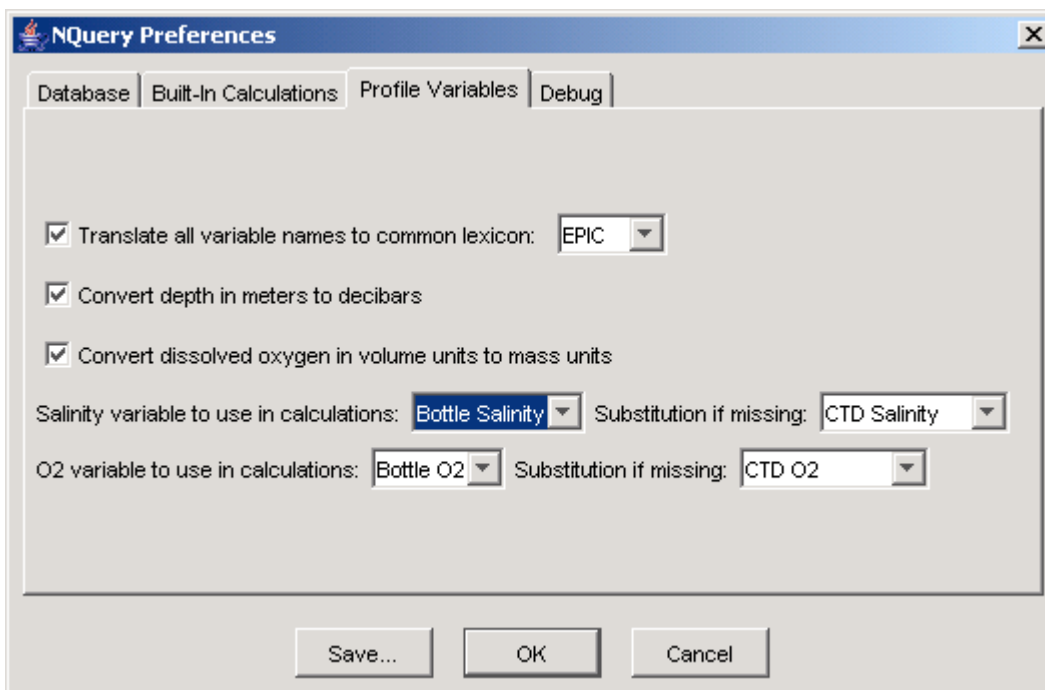 NQuery Preferences
Database Built-In Calculations Profile Variables Debug
Translate all variable names to common lexicon: EPIC
Convert depth in meters to decibars
Convert dissolved oxygen in volume units to mass units
Salinity variable to use in calculations: Bottle Salinity Substitution if missing: CTD Salinity
O2 variable to use in calculations: Bottle O2 Substitution if missing: CTD O2
Save... OK Cancel